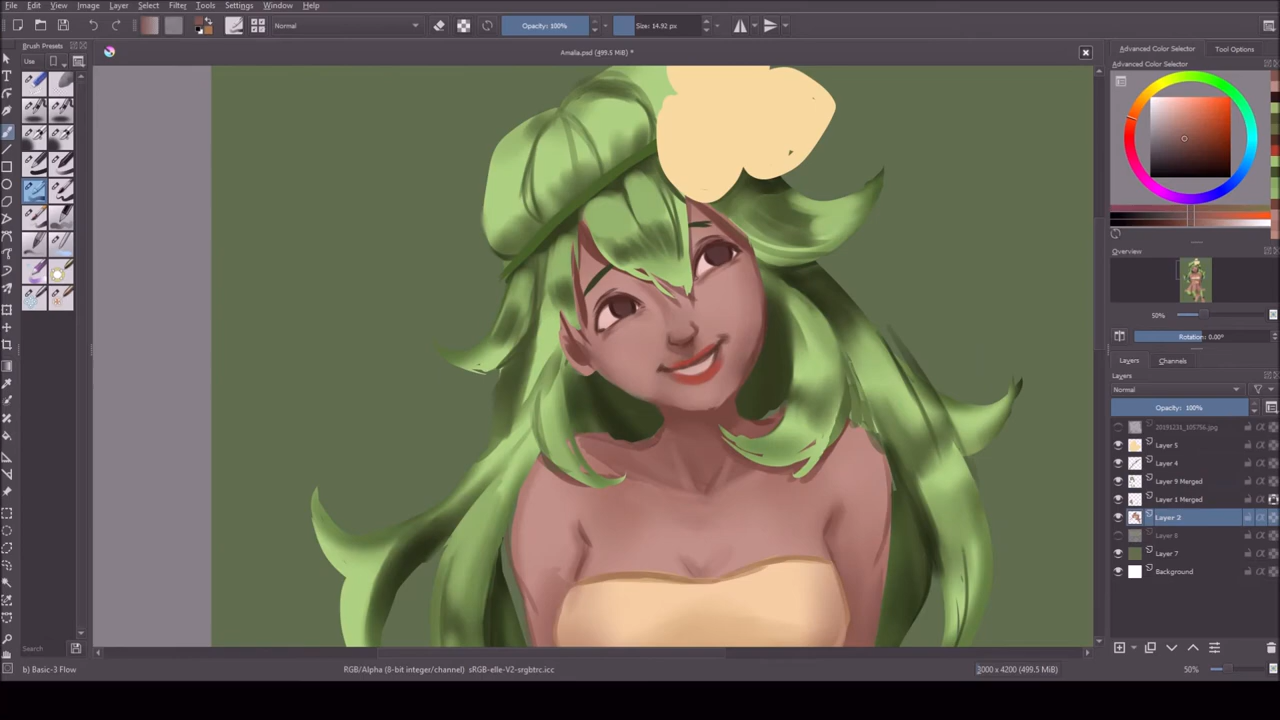 File Edit View Image Layer Select Filter Tools Settings Window Help
Normal
Opacity: 100%
Size: 14.92 px
Brush Presets
Use
Search
b) Basic-3 Flow
Amalia.psd (499.5 MiB) *
RGB/Alpha (8-bit integer/channel) sRGB-elle-V2-srgbtrc.icc
3000 x 4200 (499.5 MiB)
Advanced Color Selector Tool Options
Advanced Color Selector
Overview
50%
Rotation: 0.00°
Layers Channels
Layers
Normal
Opacity: 100%
20191231_105756.jpg
Layer 5
Layer 4
Layer 9 Merged
Layer 1 Merged
Layer 2
Layer 8
Layer 7
Background
50%